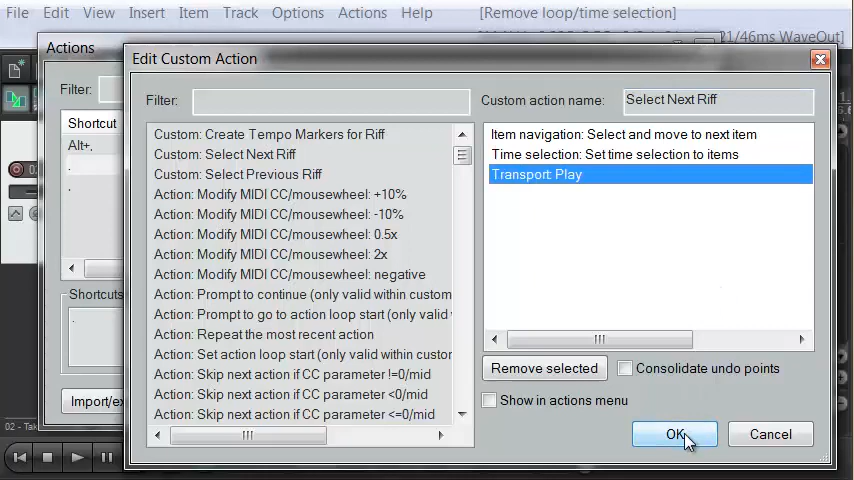 File Edit View Insert Item Track Options Actions Help [Remove loop/time selection]
21/46ms WaveOut
Actions
Edit Custom Action
Filter:
Filter:
Custom action name: Select Next Riff
Shortcut
Alt+,
.
Shortcuts
.
Import/ex
Custom: Create Tempo Markers for Riff
Custom: Select Next Riff
Custom: Select Previous Riff
Action: Modify MIDI CC/mousewheel: +10%
Action: Modify MIDI CC/mousewheel: -10%
Action: Modify MIDI CC/mousewheel: 0.5x
Action: Modify MIDI CC/mousewheel: 2x
Action: Modify MIDI CC/mousewheel: negative
Action: Prompt to continue (only valid within custom
Action: Prompt to go to action loop start (only valid
Action: Repeat the most recent action
Action: Set action loop start (only valid within custor
Action: Skip next action if CC parameter !=0/mid
Action: Skip next action if CC parameter <0/mid
Action: Skip next action if CC parameter <=0/mid
Item navigation: Select and move to next item
Time selection: Set time selection to items
Transport: Play
Remove selected
Consolidate undo points
Show in actions menu
OK
Cancel
02 - Tak